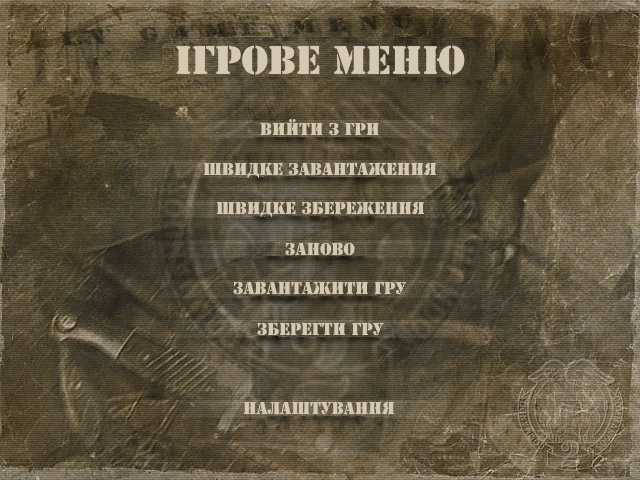 ІГРОВЕ МЕНЮ
ВИЙТИ З ГРИ
ШВИДКЕ ЗАВАНТАЖЕННЯ
ШВИДКЕ ЗБЕРЕЖЕННЯ
ЗАНОВО
ЗАВАНТАЖИТИ ГРУ
ЗБЕРЕГТИ ГРУ
НАЛАШТУВАННЯ